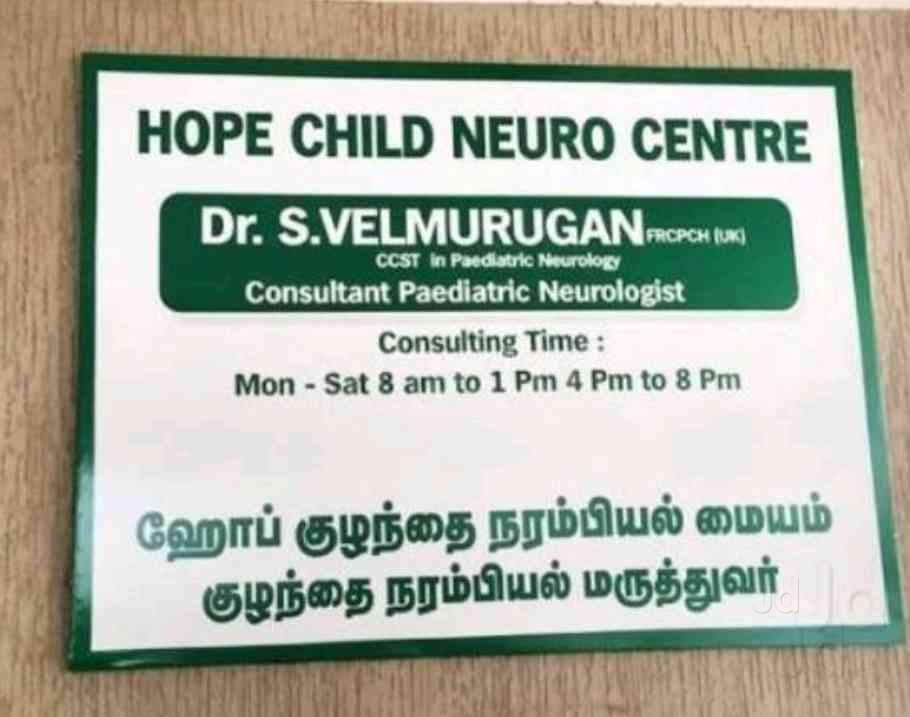 HOPE CHILD NEURO CENTRE
Dr. S.VELMURUGAN FRCPCH (UK)
CCST in Paediatric Neurology
Consultant Paediatric Neurologist
Consulting Time :
Mon - Sat 8 am to 1 Pm 4 Pm to 8 Pm
ஹோப் குழந்தை நரம்பியல் மையம்
குழந்தை நரம்பியல் மருத்துவர்
Jd